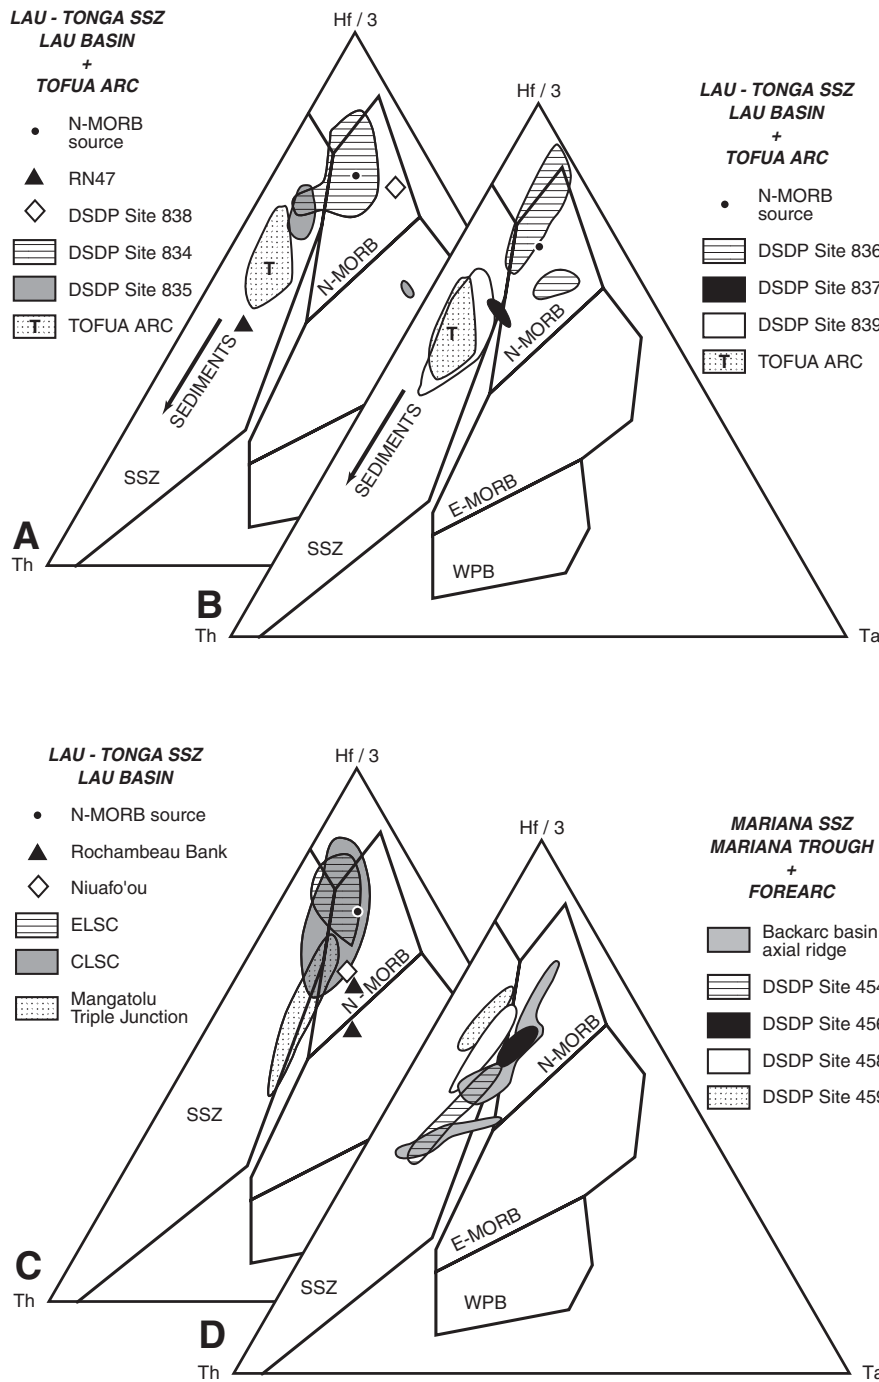 LAU - TONGA SSZ
LAU BASIN
+
TOFUA ARC
N-MORB
source
RN47
DSDP Site 838
DSDP Site 834
DSDP Site 835
T TOFUA ARC
Hf / 3
T
N-MORB
SEDIMENTS
SSZ
A
Th
Hf / 3
T
N-MORB
SEDIMENTS
E-MORB
SSZ
WPB
B
Th
Ta
LAU - TONGA SSZ
LAU BASIN
+
TOFUA ARC
N-MORB
source
DSDP Site 836
DSDP Site 837
DSDP Site 839
T TOFUA ARC
LAU - TONGA SSZ
LAU BASIN
N-MORB source
Rochambeau Bank
Niuafo'ou
ELSC
CLSC
Mangatolu
Triple Junction
Hf / 3
N - MORB
SSZ
C
Th
Hf / 3
N-MORB
E-MORB
SSZ
WPB
D
Th
Ta
MARIANA SSZ
MARIANA TROUGH
+
FOREARC
Backarc basin
axial ridge
DSDP Site 454
DSDP Site 456
DSDP Site 458
DSDP Site 459